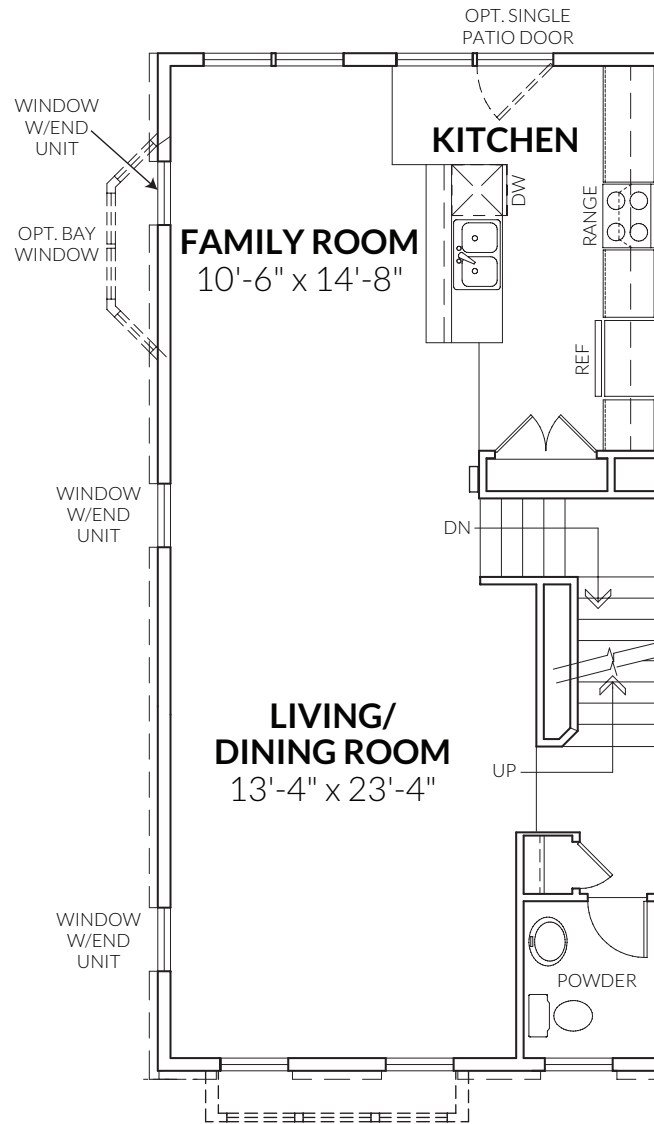 OPT. SINGLE
PATIO DOOR
WINDOW
W/END
UNIT
KITCHEN
DW
RANGE
OPT. BAY
WINDOW
FAMILY ROOM
10'-6" x 14'-8"
REF
WINDOW
W/END
UNIT
DN
LIVING/
DINING ROOM
13'-4" x 23'-4"
UP
WINDOW
W/END
UNIT
POWDER